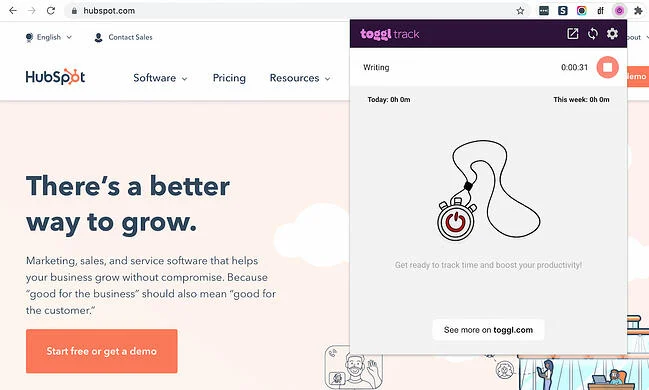 hubspot.com
df
English
Contact Sales
bout
HubSpot
Software
Pricing
Resources
demo
There's a better
way to grow.
Marketing, sales, and service software that helps
your business grow without compromise. Because
"good for the business" should also mean "good for
the customer."
Start free or get a demo
toggl track
Writing
0:00:31
Today: 0h 0m
This week: 0h 0m
Get ready to track time and boost your productivity!
See more on toggl.com